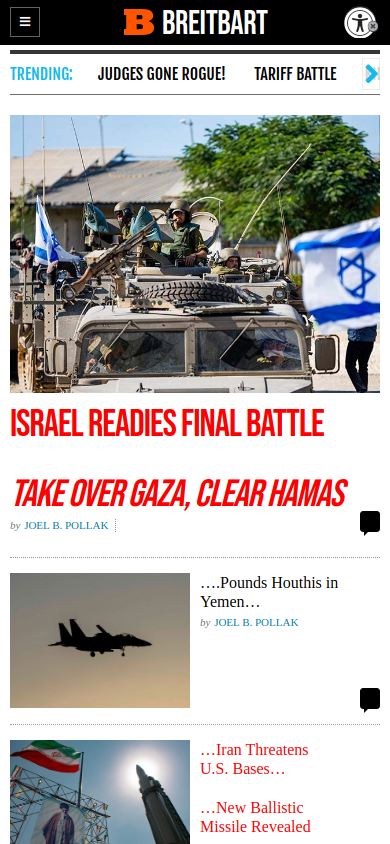 BREITBART
TRENDING:
JUDGES GONE ROGUE!
TARIFF BATTLE
ISRAEL READIES FINAL BATTLE
TAKE OVER GAZA, CLEAR HAMAS
by JOEL B. POLLAK
….Pounds Houthis in
Yemen…
by JOEL B. POLLAK
…Iran Threatens
U.S. Bases…
…New Ballistic
Missile Revealed